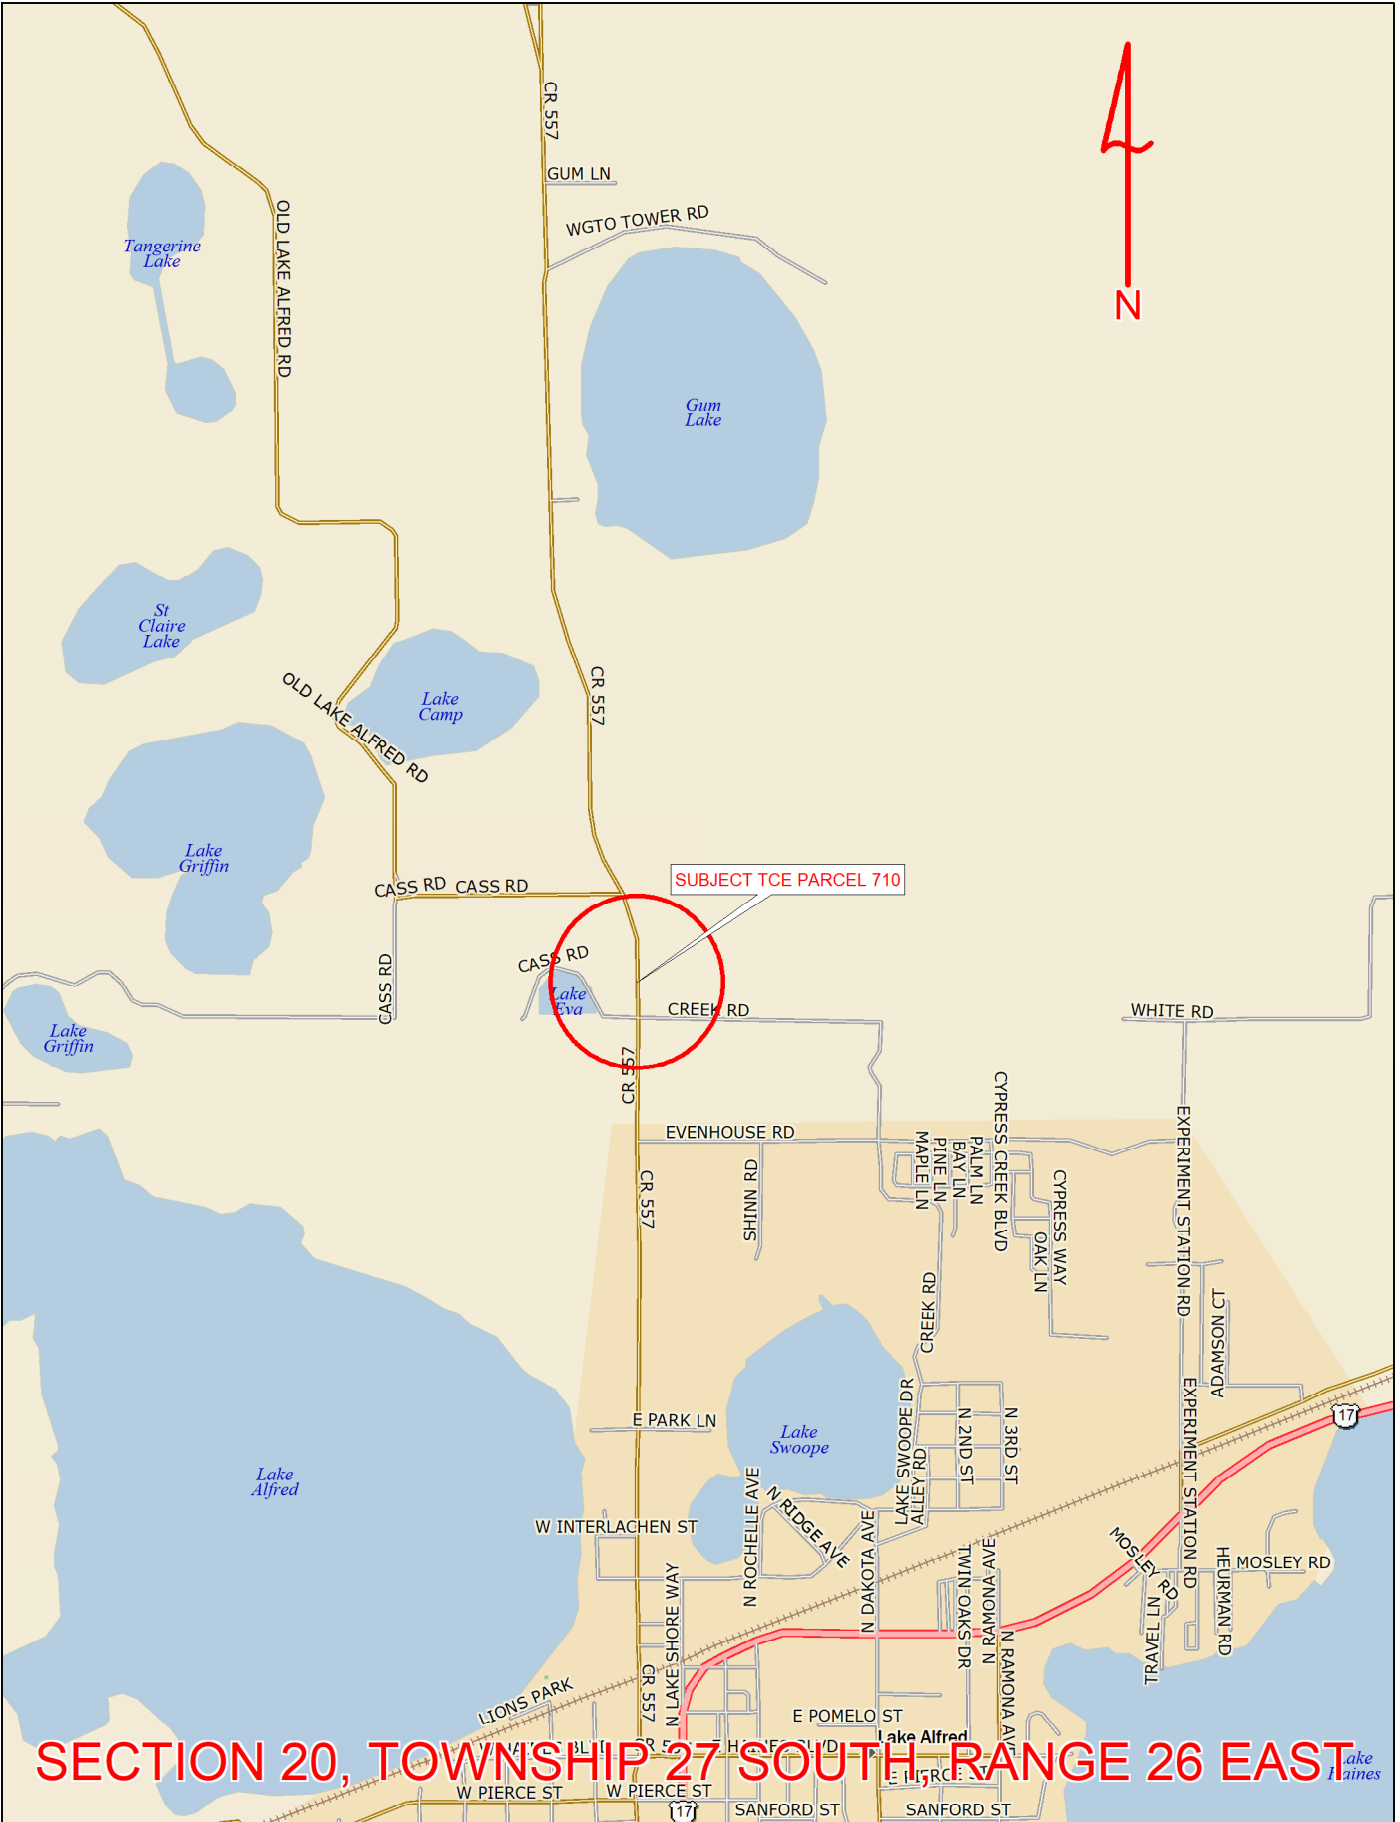 CR 557
GUM LN
WGTO TOWER RD
N
OLD LAKE ALFRED RD
Tangerine
Lake
Gum
Lake
St
Claire
Lake
OLD LAKE ALFRED RD
Lake
Camp
CR 557
Lake
Griffin
SUBJECT TCE PARCEL 710
CASS RD
CASS RD
CASS RD
CASS RD
Lake
Eva
CREEK RD
WHITE RD
Lake
Griffin
CR 557
EVENHOUSE RD
SHINN RD
MAPLE LN
PINE LN
BAY LN
PALM LN
CYPRESS CREEK BLVD
CYPRESS WAY
OAK LN
EXPERIMENT STATION RD
ADAMSON CT
CR 557
CREEK RD
E PARK LN
Lake
Swoope
LAKE SWOOPE DR
ALLEY RD
N 2ND ST
N 3RD ST
17
EXPERIMENT STATION RD
Lake
Alfred
W INTERLACHEN ST
N ROCHELLE AVE
N RIDGE AVE
N DAKOTA AVE
TWIN OAKS DR
N RAMONA AVE
N RAMONA AVE
MOSLEY RD
MOSLEY RD
HEURMAN RD
TRAVEL LN
N LAKE SHORE WAY
CR 557
LIONS PARK
E POMELO ST
Lake Alfred
E HAINES BLVD
SECTION 20, TOWNSHIP 27 SOUTH, RANGE 26 EAST
Lake
Haines
E PIERCE ST
W PIERCE ST
W PIERCE ST
17
SANFORD ST
SANFORD ST